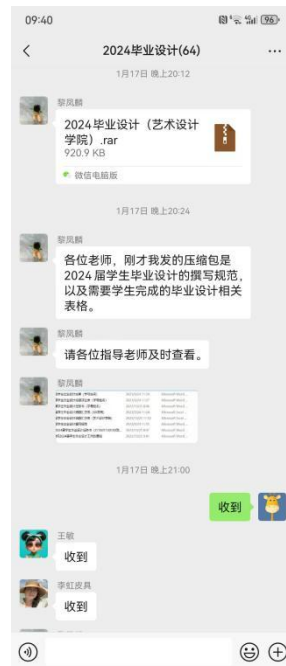 09:40
96
2024毕业设计(64)
1月17日 晚上20:12
黎凤麟
2024毕业设计（艺术设计
学院）.rar
920.9 KB
微信电脑版
1月17日 晚上20:24
黎凤麟
各位老师，刚才我发的压缩包是
2024届学生毕业设计的撰写规范，
以及需要学生完成的毕业设计相关
表格。
黎凤麟
请各位指导老师及时查看。
黎凤麟
1月17日 晚上21:00
收到
王敏
收到
李虹皮具
收到